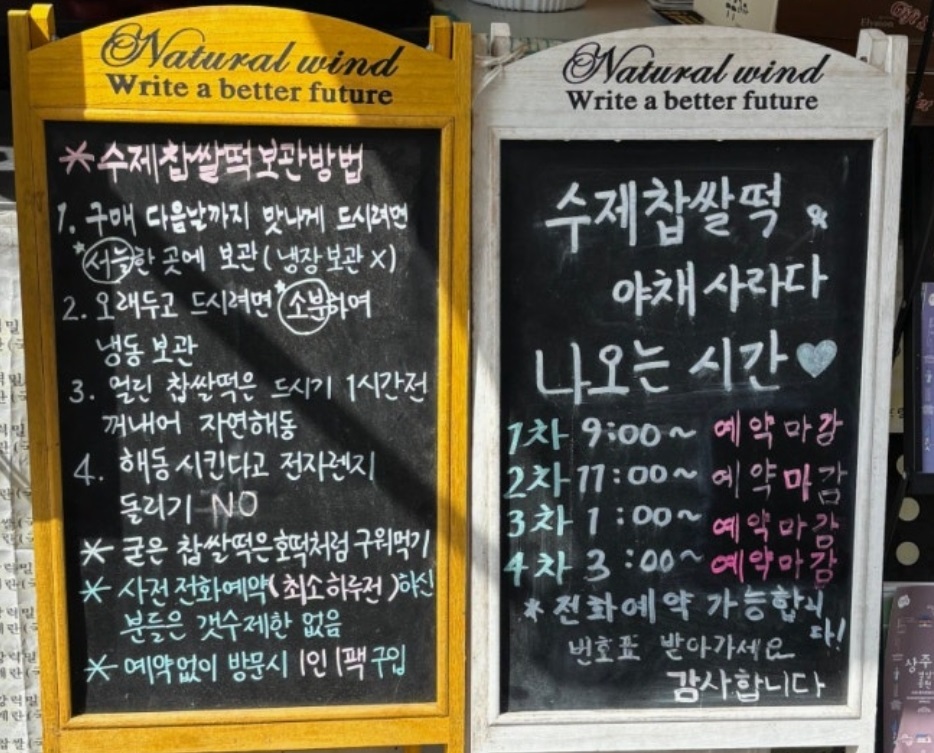 Natural wind
Write a better future
* 수제찹쌀떡보관방법
1. 구매 다음날까지 맛나게 드시려면
*서늘한 곳에 보관 (냉장보관X)
2. 오래두고 드시려면 *소분하여
냉동 보관
3. 얼린 찹쌀떡은 드시기 1시간전
꺼내어 자연해동
4. 해동시킨다고 전자렌지
돌리기 NO
* 굳은 찹쌀떡은호떡처럼 구워먹기
* 사전전화예약(최소하루전)하신
분들은 갯수제한 없음
* 예약없이 방문시 1인1팩 구입
Natural wind
Write a better future
수제찹쌀떡 &
야채사라다
나오는 시간♥
1차 9:00~ 예약마감
2차 11:00~ 예약마감
3차 1:00~ 예약마감
4차 3:00~ 예약마감
* 전화예약 가능합니
다!
번호표 받아가세요
감사합니다
상주